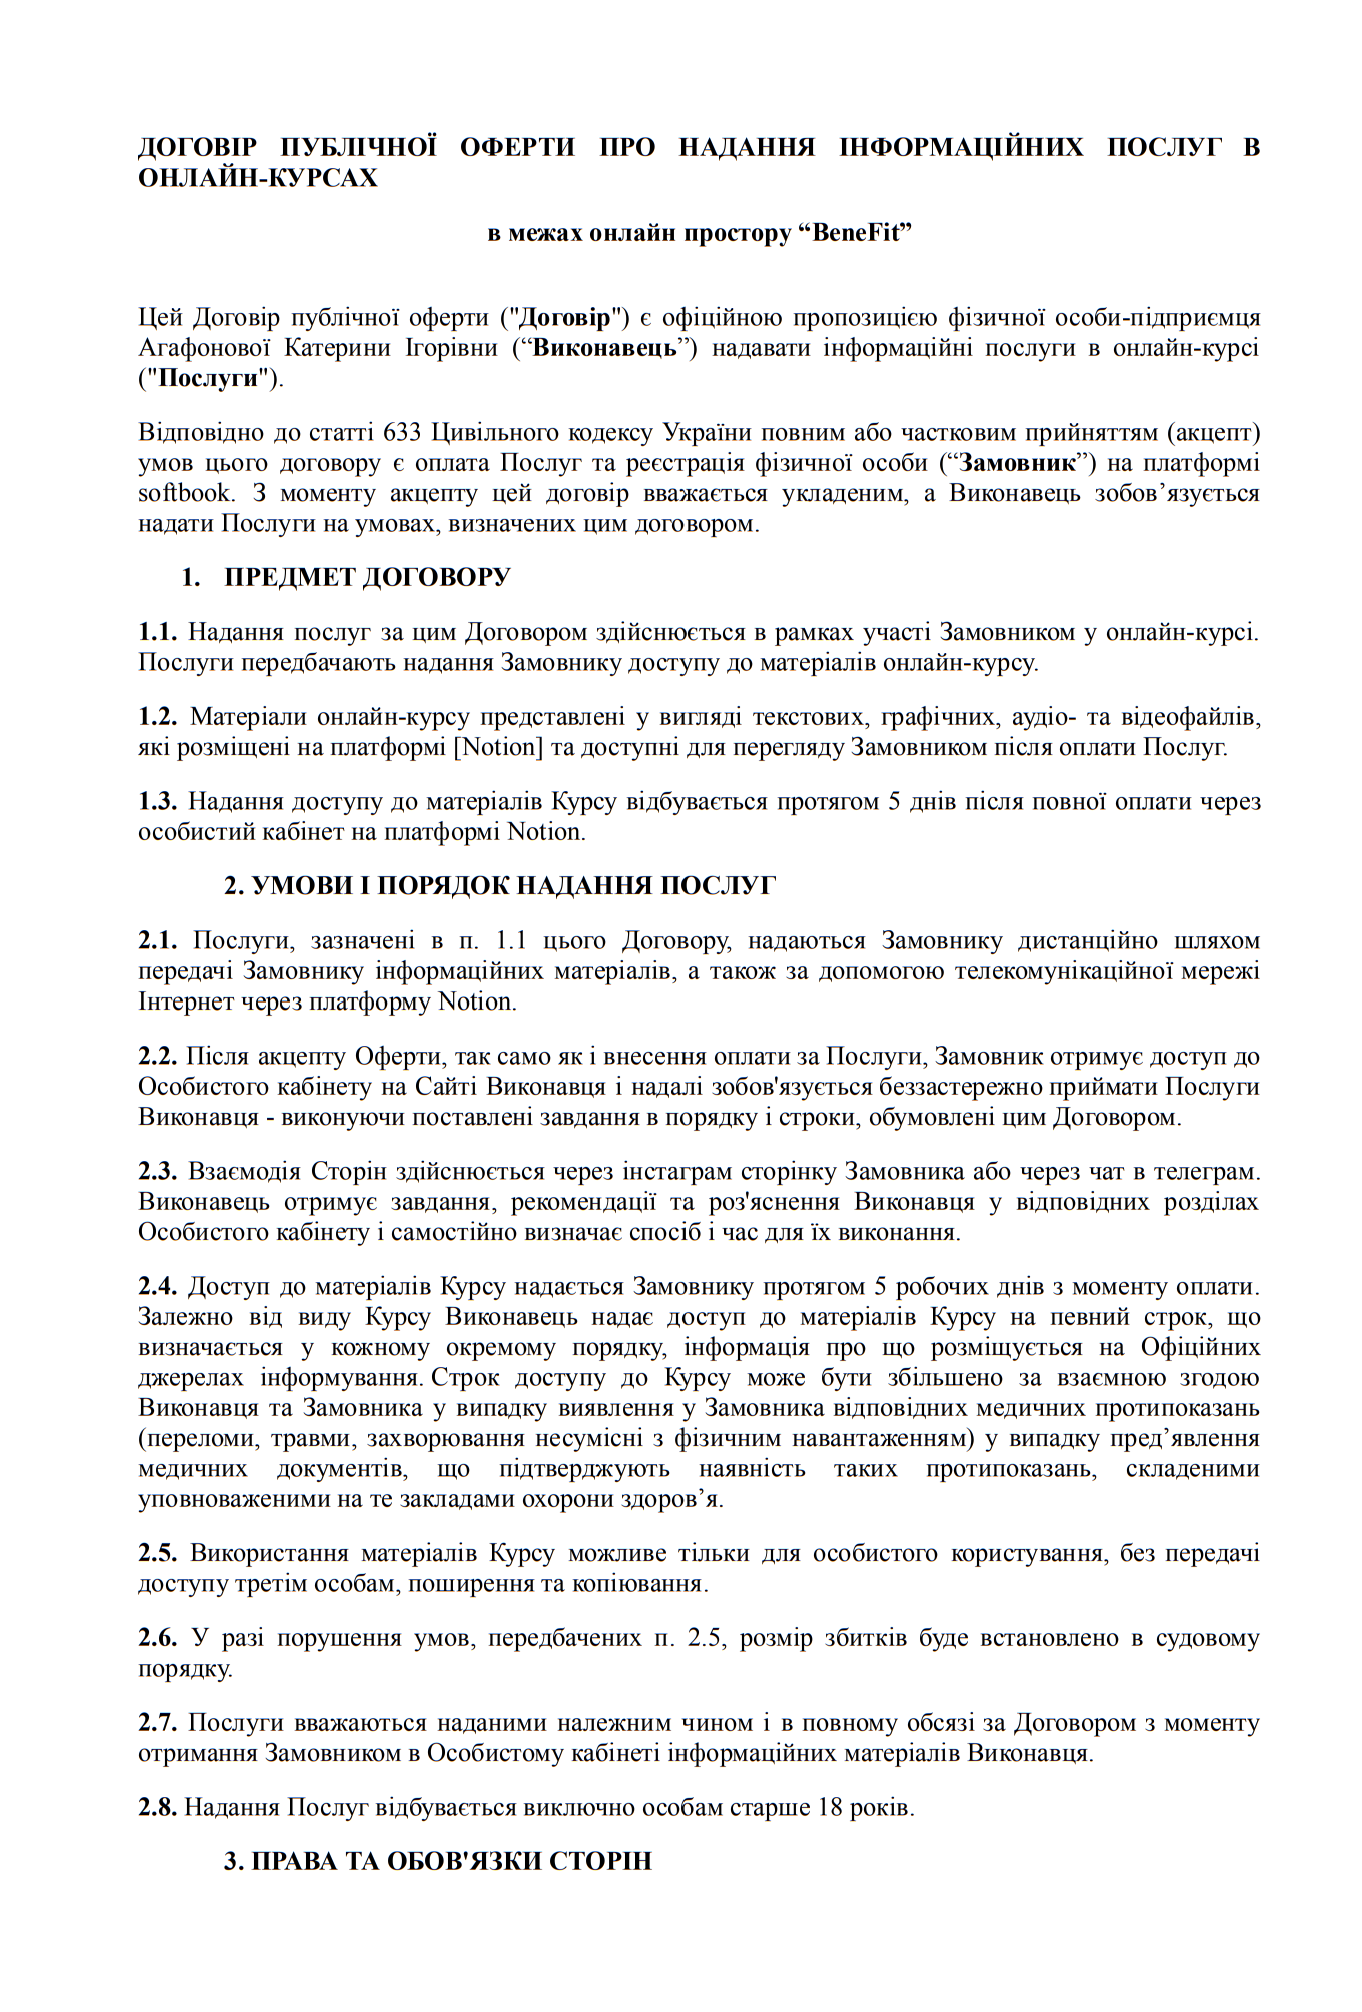 ДОГОВІР ПУБЛІЧНОЇ ОФЕРТИ ПРО НАДАННЯ ІНФОРМАЦІЙНИХ ПОСЛУГ В
ОНЛАЙН-КУРСАХ
в межах онлайн простору “BeneFit”
Цей Договір публічної оферти ("Договір") є офіційною пропозицією фізичної особи-підприємця
Агафонової Катерини Ігорівни (“Виконавець”) надавати інформаційні послуги в онлайн-курсі
("Послуги").
Відповідно до статті 633 Цивільного кодексу України повним або частковим прийняттям (акцепт)
умов цього договору є оплата Послуг та реєстрація фізичної особи (“Замовник”) на платформі
softbook. З моменту акцепту цей договір вважається укладеним, а Виконавець зобов’язується
надати Послуги на умовах, визначених цим договором.
1. ПРЕДМЕТ ДОГОВОРУ
1.1. Надання послуг за цим Договором здійснюється в рамках участі Замовником у онлайн-курсі.
Послуги передбачають надання Замовнику доступу до матеріалів онлайн-курсу.
1.2. Матеріали онлайн-курсу представлені у вигляді текстових, графічних, аудіо- та відеофайлів,
які розміщені на платформі [Notion] та доступні для перегляду Замовником після оплати Послуг.
1.3. Надання доступу до матеріалів Курсу відбувається протягом 5 днів після повної оплати через
особистий кабінет на платформі Notion.
2. УМОВИ І ПОРЯДОК НАДАННЯ ПОСЛУГ
2.1. Послуги, зазначені в п. 1.1 цього Договору, надаються Замовнику дистанційно шляхом
передачі Замовнику інформаційних матеріалів, а також за допомогою телекомунікаційної мережі
Інтернет через платформу Notion.
2.2. Після акцепту Оферти, так само як і внесення оплати за Послуги, Замовник отримує доступ до
Особистого кабінету на Сайті Виконавця і надалі зобов'язується беззастережно приймати Послуги
Виконавця - виконуючи поставлені завдання в порядку і строки, обумовлені цим Договором.
2.3. Взаємодія Сторін здійснюється через інстаграм сторінку Замовника або через чат в телеграм.
Виконавець отримує завдання, рекомендації та роз'яснення Виконавця у відповідних розділах
Особистого кабінету і самостійно визначає спосіб і час для їх виконання.
2.4. Доступ до матеріалів Курсу надається Замовнику протягом 5 робочих днів з моменту оплати.
Залежно від виду Курсу Виконавець надає доступ до матеріалів Курсу на певний строк, що
визначається у кожному окремому порядку, інформація про що розміщується на Офіційних
джерелах інформування. Строк доступу до Курсу може бути збільшено за взаємною згодою
Виконавця та Замовника у випадку виявлення у Замовника відповідних медичних протипоказань
(переломи, травми, захворювання несумісні з фізичним навантаженням) у випадку пред’явлення
медичних документів, що підтверджують наявність таких протипоказань, складеними
уповноваженими на те закладами охорони здоров’я.
2.5. Використання матеріалів Курсу можливе тільки для особистого користування, без передачі
доступу третім особам, поширення та копіювання.
2.6. У разі порушення умов, передбачених п. 2.5, розмір збитків буде встановлено в судовому
порядку.
2.7. Послуги вважаються наданими належним чином і в повному обсязі за Договором з моменту
отримання Замовником в Особистому кабінеті інформаційних матеріалів Виконавця.
2.8. Надання Послуг відбувається виключно особам старше 18 років.
3. ПРАВА ТА ОБОВ'ЯЗКИ СТОРІН